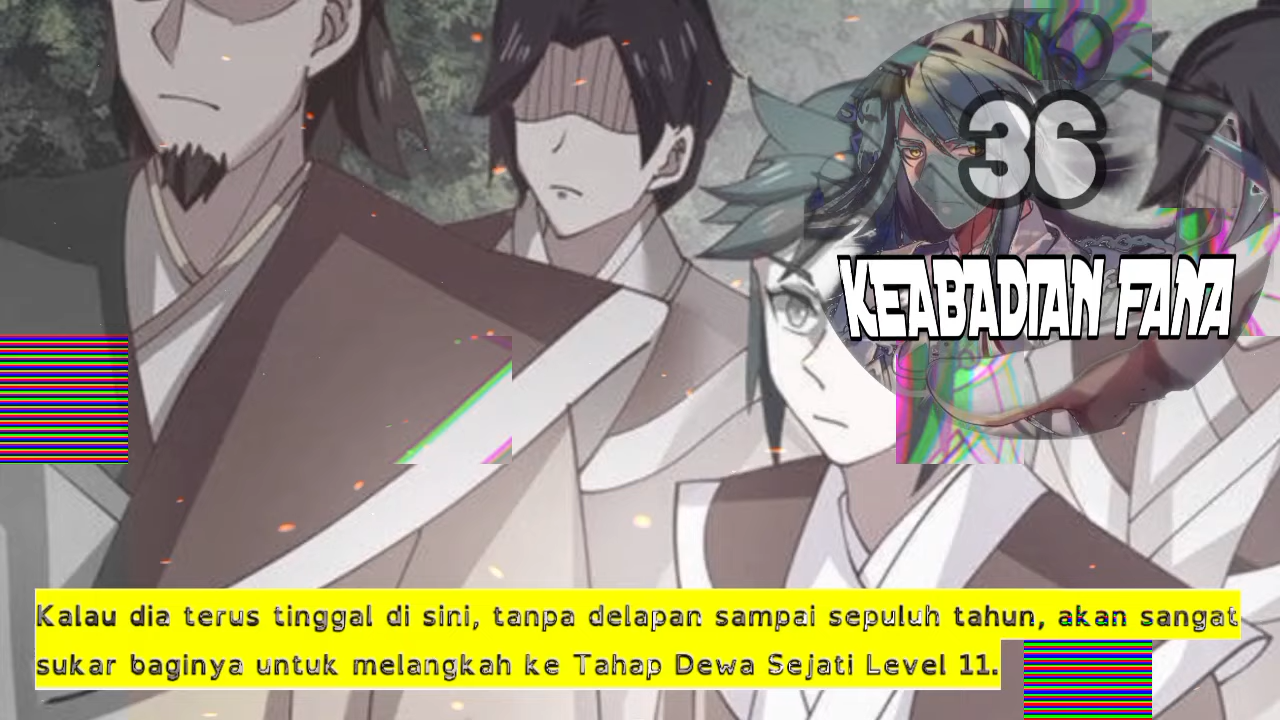 36
KEABADIAN FANA
Kalau dia terus tinggal di sini, tanpa delapan sampai sepuluh tahun, akan sangat
sukar baginya untuk melangkah ke Tahap Dewa Sejati Level 11.